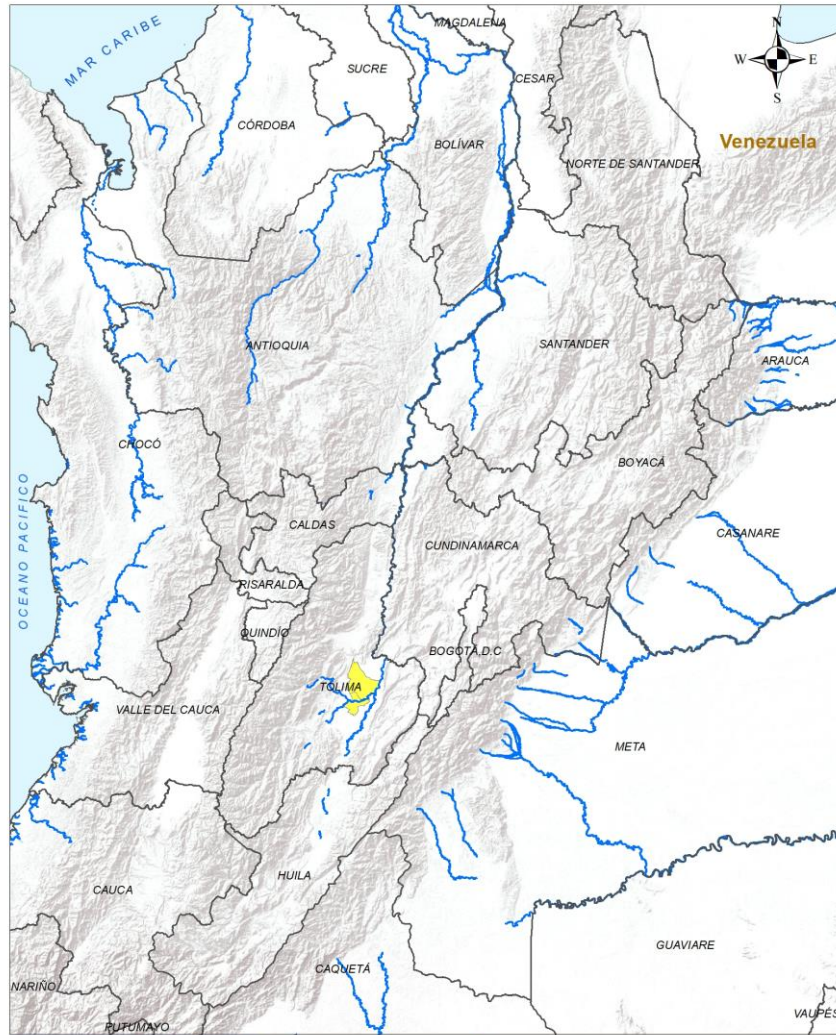 MAGDALENA
N
MAR CARIBE
SUCRE
CESAR
W
E
S
CÓRDOBA
BOLÍVAR
Venezuela
NORTE DE SANTANDER
ANTIOQUIA
SANTANDER
ARAUCA
CHOCÓ
BOYACÁ
OCEANO PACIFICO
CALDAS
CUNDINAMARCA
CASANARE
RISARALDA
QUINDÍO
BOGOTÁ, D.C
TOLIMA
VALLE DEL CAUCA
META
HUILA
CAUCA
GUAVIARE
CAQUETÁ
NARIÑO
VAUPÉS
PUTUMAYO